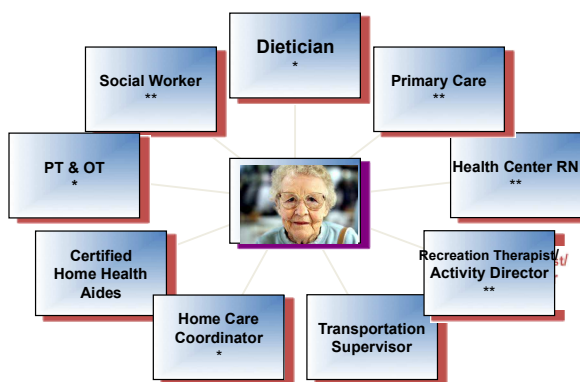 Dietician
*
Social Worker
**
Primary Care
**
PT & OT
*
Health Center RN
**
Certified
Home Health
Aides
Recreation Therapist/
Activity Director
**
Home Care
Coordinator
*
Transportation
Supervisor